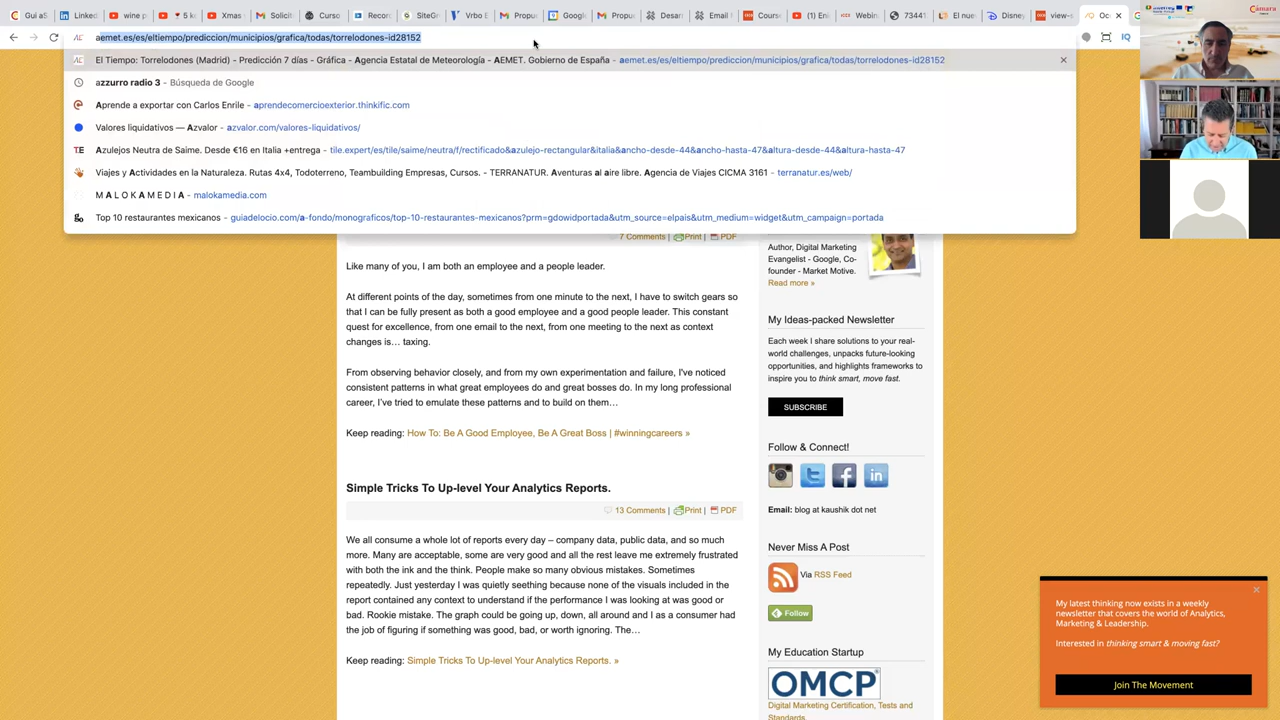 Gui a5
Linked
wine p
5 ke
Xmas
Solicit
Curso
Recor
SiteGr
Vrbo E
Propu
Google
Propu
Desar
Email
Cours
(1) En
Webin
73441
El nue
Disney
view-s
Oc
aemet.es/es/eltiempo/prediccion/municipios/grafica/todas/torrelodones-id28152
El Tiempo: Torrelodones (Madrid) - Predicción 7 días - Gráfica - Agencia Estatal de Meteorología - AEMET. Gobierno de España - aemet.es/es/eltiempo/prediccion/municipios/grafica/todas/torrelodones-id28152
azzurro radio 3 - Búsqueda de Google
Aprende a exportar con Carlos Enrile - aprendecomercioexterior.thinkific.com
Valores liquidativos — Azvalor - azvalor.com/valores-liquidativos/
Azulejos Neutra de Saime. Desde €16 en Italia +entrega - tile.expert/es/tile/saime/neutra/f/rectificado&azulejo-rectangular&italia&ancho-desde-44&ancho-hasta-47&altura-desde-44&altura-hasta-47
Viajes y Actividades en la Naturaleza. Rutas 4x4, Todoterreno, Teambuilding Empresas, Cursos. - TERRANATUR. Aventuras al aire libre. Agencia de Viajes CICMA 3161 - terranatur.es/web/
M A L O K A M E D I A - malokamedia.com
Top 10 restaurantes mexicanos - guiadelocio.com/a-fondo/monograficos/top-10-restaurantes-mexicanos?prm=gdowidportada&utm_source=elpais&utm_medium=widget&utm_campaign=portada
7 Comments | Print | PDF
Like many of you, I am both an employee and a people leader.
At different points of the day, sometimes from one minute to the next, I have to switch gears so
that I can be fully present as both a good employee and a good people leader. This constant
quest for excellence, from one email to the next, from one meeting to the next as context
changes is… taxing.
From observing behavior closely, and from my own experimentation and failure, I've noticed
consistent patterns in what great employees do and great bosses do. In my long professional
career, I've tried to emulate these patterns and to build on them…
Keep reading: How To: Be A Good Employee, Be A Great Boss | #winningcareers »
Simple Tricks To Up-level Your Analytics Reports.
13 Comments | Print | PDF
We all consume a whole lot of reports every day – company data, public data, and so much
more. Many are acceptable, some are very good and all the rest leave me extremely frustrated
with both the ink and the think. People make so many obvious mistakes. Sometimes
repeatedly. Just yesterday I was quietly seething because none of the visuals included in the
report contained any context to understand if the performance I was looking at was good or
bad. Rookie mistake. The graph could be going up, down, all around and I as a consumer had
the job of figuring if something was good, bad, or worth ignoring. The…
Keep reading: Simple Tricks To Up-level Your Analytics Reports. »
Author, Digital Marketing
Evangelist - Google, Co-
founder - Market Motive.
Read more »
My Ideas-packed Newsletter
Each week I share solutions to your real-
world challenges, unpacks future-looking
opportunities, and highlights frameworks to
inspire you to think smart, move fast.
SUBSCRIBE
Follow & Connect!
Email: blog at kaushik dot net
Never Miss A Post
Via RSS Feed
Follow
My Education Startup
OMCP
Digital Marketing Certification, Tests and
Standards.
My latest thinking now exists in a weekly
newsletter that covers the world of Analytics,
Marketing & Leadership.
Interested in thinking smart & moving fast?
Join The Movement
Cámara